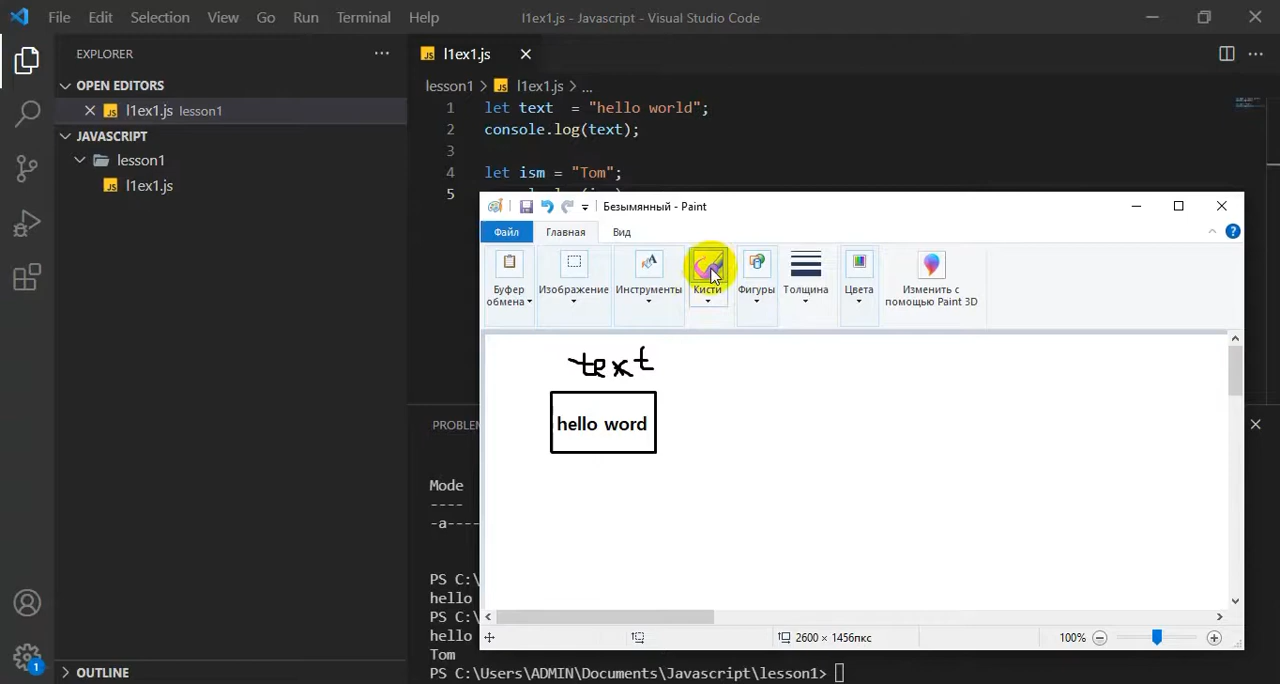 File Edit Selection View Go Run Terminal Help l1ex1.js - Javascript - Visual Studio Code
EXPLORER
l1ex1.js
OPEN EDITORS
lesson1 > l1ex1.js > ...
l1ex1.js lesson1
JAVASCRIPT
lesson1
l1ex1.js
1 let text = "hello world";
2 console.log(text);
3
4 let ism = "Tom";
5
Безымянный - Paint
Файл Главная Вид
Буфер обмена
Изображение
Инструменты
Кисти
Фигуры
Толщина
Цвета
Изменить с помощью Paint 3D
text
hello word
2600 × 1456пкс
100%
PROBLE
Mode
----
-a----
PS C:\
hello
PS C:\
hello
Tom
PS C:\Users\ADMIN\Documents\Javascript\lesson1>
1
OUTLINE